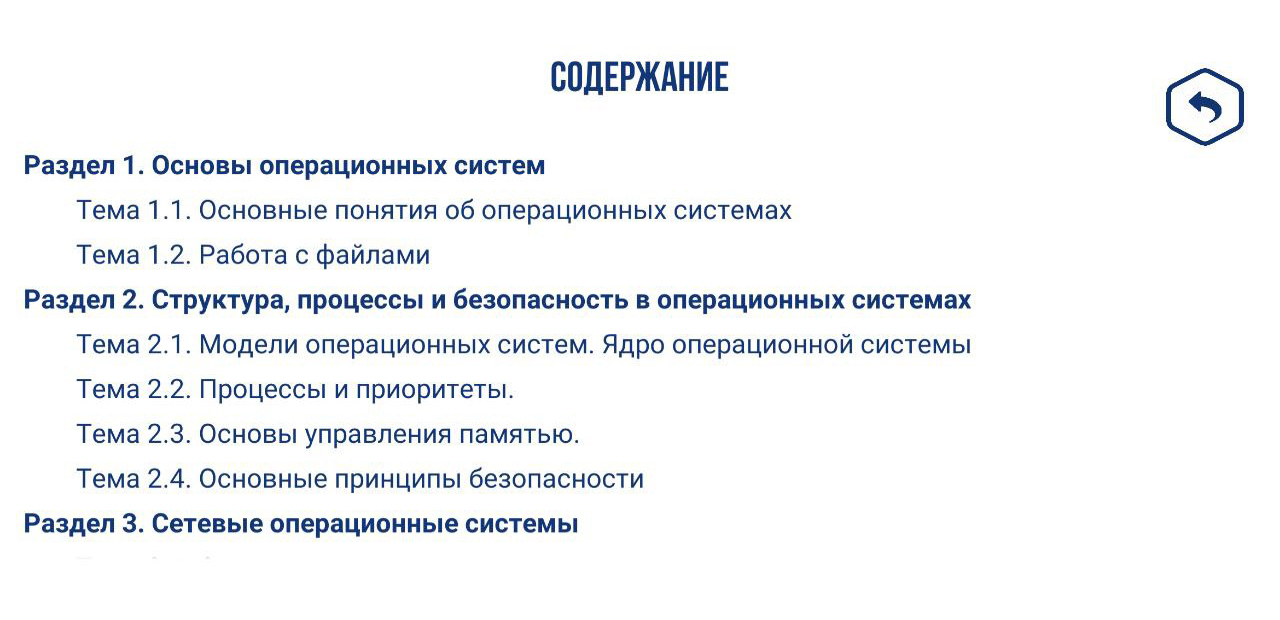 СОДЕРЖАНИЕ
Раздел 1. Основы операционных систем
Тема 1.1. Основные понятия об операционных системах
Тема 1.2. Работа с файлами
Раздел 2. Структура, процессы и безопасность в операционных системах
Тема 2.1. Модели операционных систем. Ядро операционной системы
Тема 2.2. Процессы и приоритеты.
Тема 2.3. Основы управления памятью.
Тема 2.4. Основные принципы безопасности
Раздел 3. Сетевые операционные системы